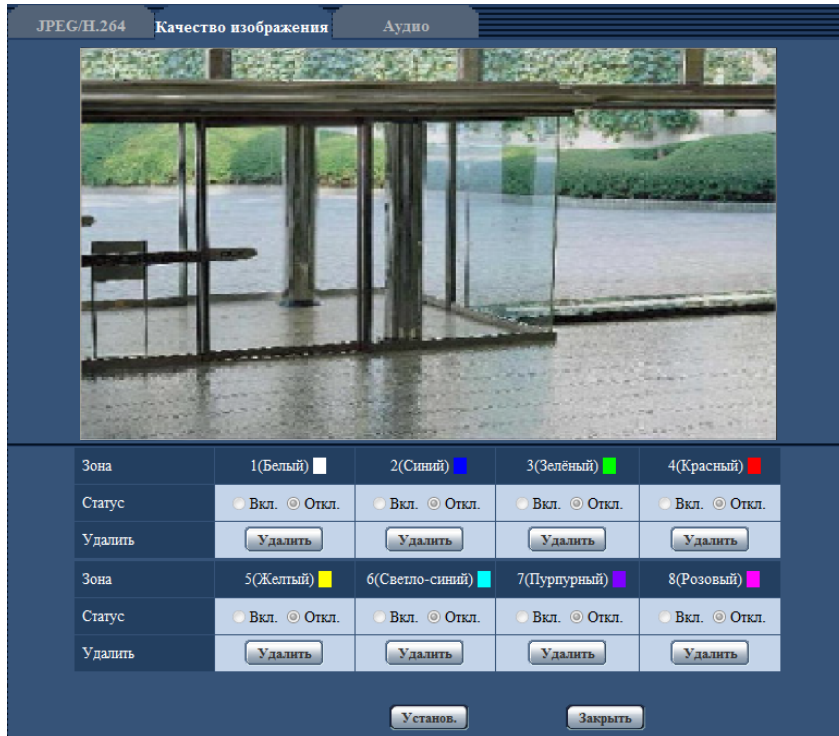 JPEG/H.264 Качество изображения Аудио
Зона 1(Белый) 2(Синий) 3(Зелёный) 4(Красный)
Статус Вкл. Откл. Вкл. Откл. Вкл. Откл. Вкл. Откл.
Удалить Удалить Удалить Удалить Удалить
Зона 5(Желтый) 6(Светло-синий) 7(Пурпурный) 8(Розовый)
Статус Вкл. Откл. Вкл. Откл. Вкл. Откл. Вкл. Откл.
Удалить Удалить Удалить Удалить Удалить
Установ. Закрыть